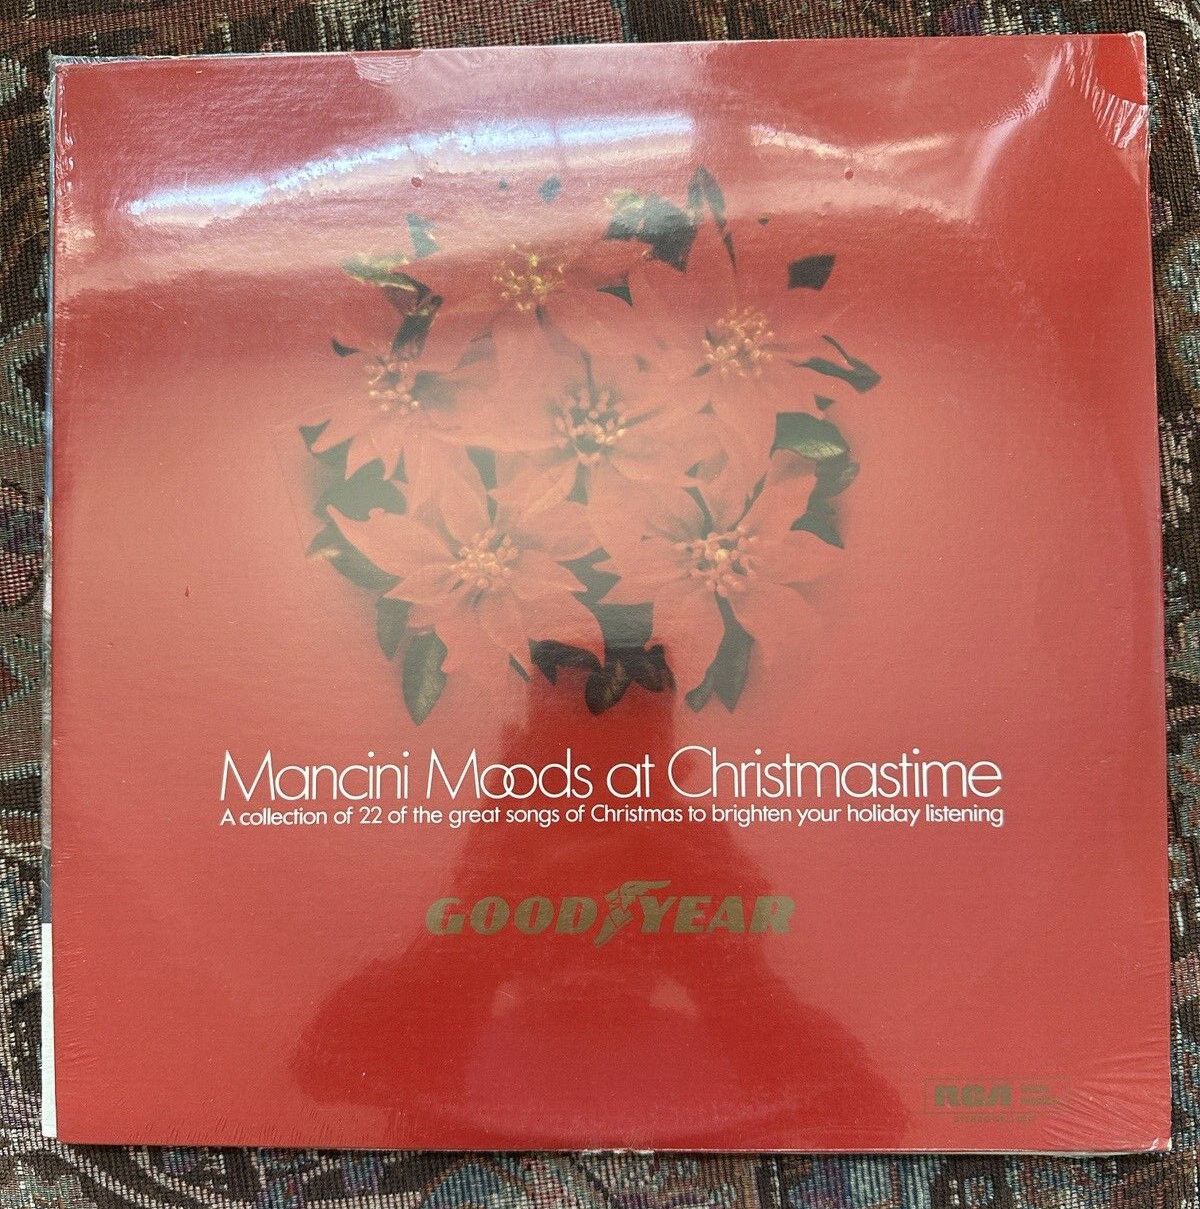 Mancini Moods at Christmastime
A collection of 22 of the great songs of Christmas to brighten your holiday listening
GOODYEAR
RCA